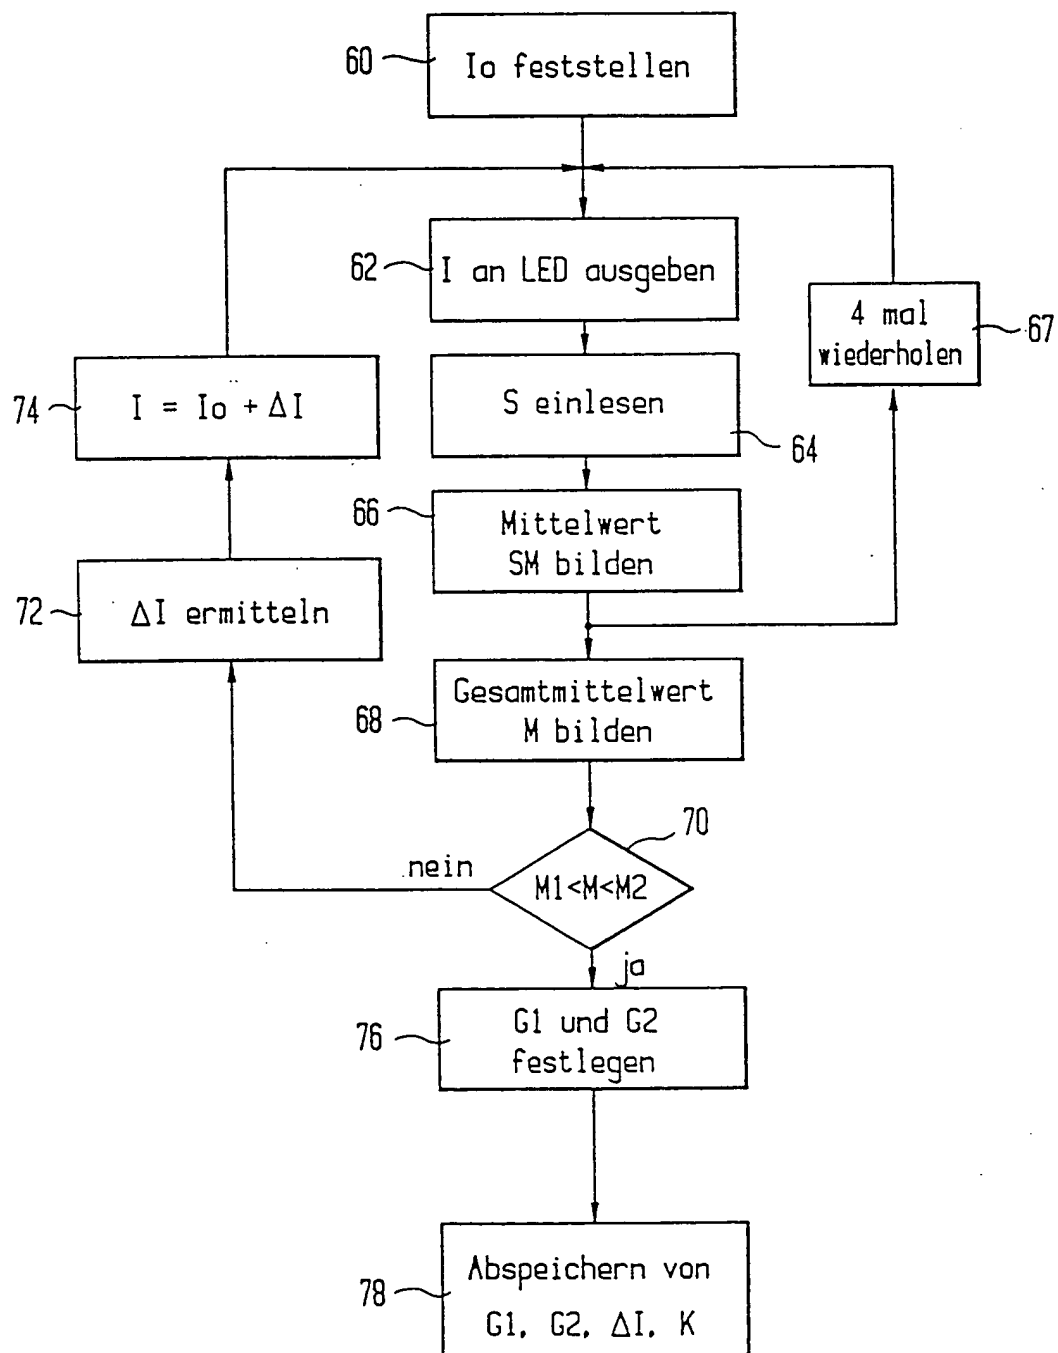 60
Io feststellen
62
I an LED ausgeben
4 mal
wiederholen
67
74
I = Io + ΔI
S einlesen
64
66
Mittelwert
SM bilden
72
ΔI ermitteln
68
Gesamtmittelwert
M bilden
70
nein
M1<M<M2
ja
76
G1 und G2
festlegen
78
Abspeichern von
G1, G2, ΔI, K